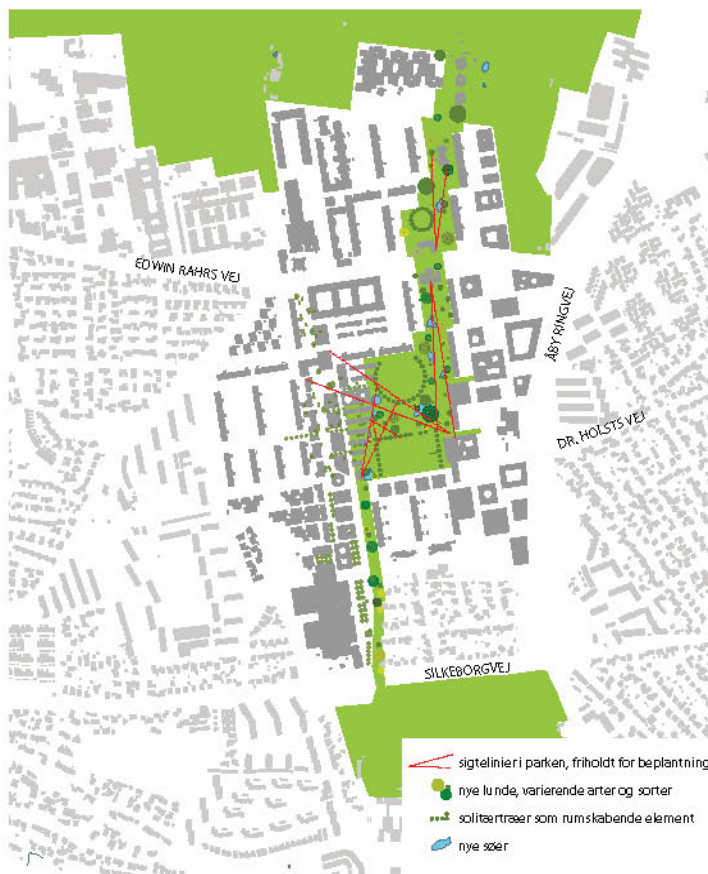 EDWIN RAHRS VEJ
ÅBY RINGVEJ
DR. HOLSTS VEJ
SILKEBORGVEJ
sigtelinier i parken, friholdt for beplantning
nye lunde, varierende arter og sorter
solitærtræer som rumskabende element
nye søer